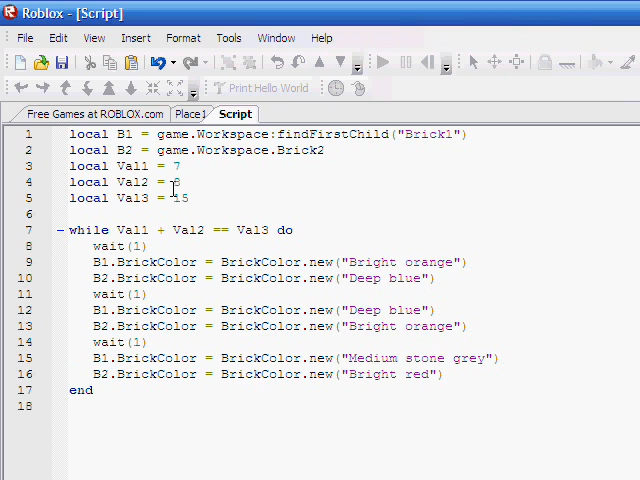 Roblox - [Script]
File Edit View Insert Format Tools Window Help
Print Hello World
Free Games at ROBLOX.com Place1 Script
1 local B1 = game.Workspace:findFirstChild("Brick1")
2 local B2 = game.Workspace.Brick2
3 local Val1 = 7
4 local Val2 = 8
5 local Val3 = 15
6
7 while Val1 + Val2 == Val3 do
8 wait(1)
9 B1.BrickColor = BrickColor.new("Bright orange")
10 B2.BrickColor = BrickColor.new("Deep blue")
11 wait(1)
12 B1.BrickColor = BrickColor.new("Deep blue")
13 B2.BrickColor = BrickColor.new("Bright orange")
14 wait(1)
15 B1.BrickColor = BrickColor.new("Medium stone grey")
16 B2.BrickColor = BrickColor.new("Bright red")
17 end
18